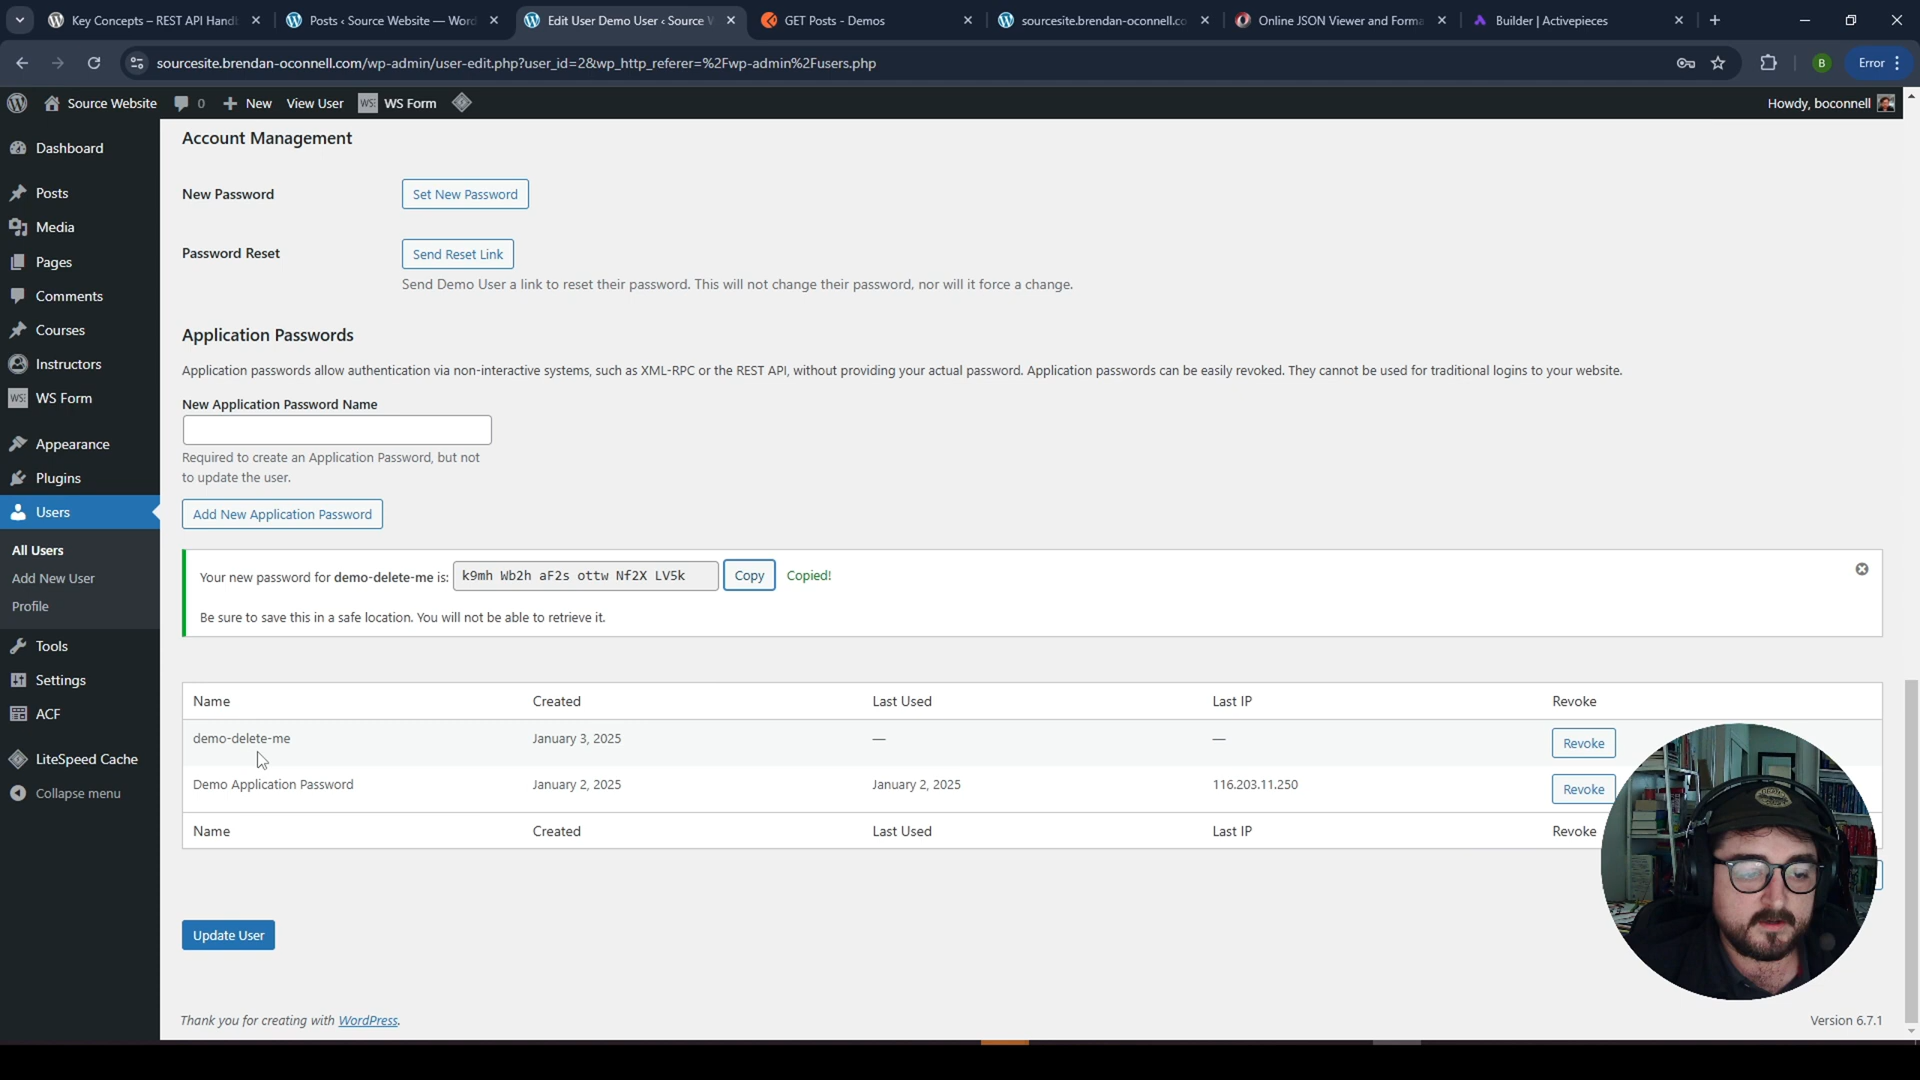 Key Concepts – REST API Handl
Posts ‹ Source Website — Word
Edit User Demo User ‹ Source W
GET Posts - Demos
sourcesite.brendan-oconnell.co
Online JSON Viewer and Forma
Builder | Activepieces
sourcesite.brendan-oconnell.com/wp-admin/user-edit.php?user_id=2&wp_http_referer=%2Fwp-admin%2Fusers.php
B
Error
Source Website
0
New
View User
WS Form
Howdy, boconnell
Dashboard
Posts
Media
Pages
Comments
Courses
Instructors
WS Form
Appearance
Plugins
Users
All Users
Add New User
Profile
Tools
Settings
ACF
LiteSpeed Cache
Collapse menu
Account Management
New Password
Set New Password
Password Reset
Send Reset Link
Send Demo User a link to reset their password. This will not change their password, nor will it force a change.
Application Passwords
Application passwords allow authentication via non-interactive systems, such as XML-RPC or the REST API, without providing your actual password. Application passwords can be easily revoked. They cannot be used for traditional logins to your website.
New Application Password Name
Required to create an Application Password, but not
to update the user.
Add New Application Password
Your new password for demo-delete-me is: k9mh Wb2h aF2s ottw Nf2X LV5k Copy Copied!
Be sure to save this in a safe location. You will not be able to retrieve it.
Name Created Last Used Last IP Revoke
demo-delete-me January 3, 2025 — — Revoke
Demo Application Password January 2, 2025 January 2, 2025 116.203.11.250 Revoke
Name Created Last Used Last IP Revoke
Update User
Thank you for creating with WordPress.
Version 6.7.1